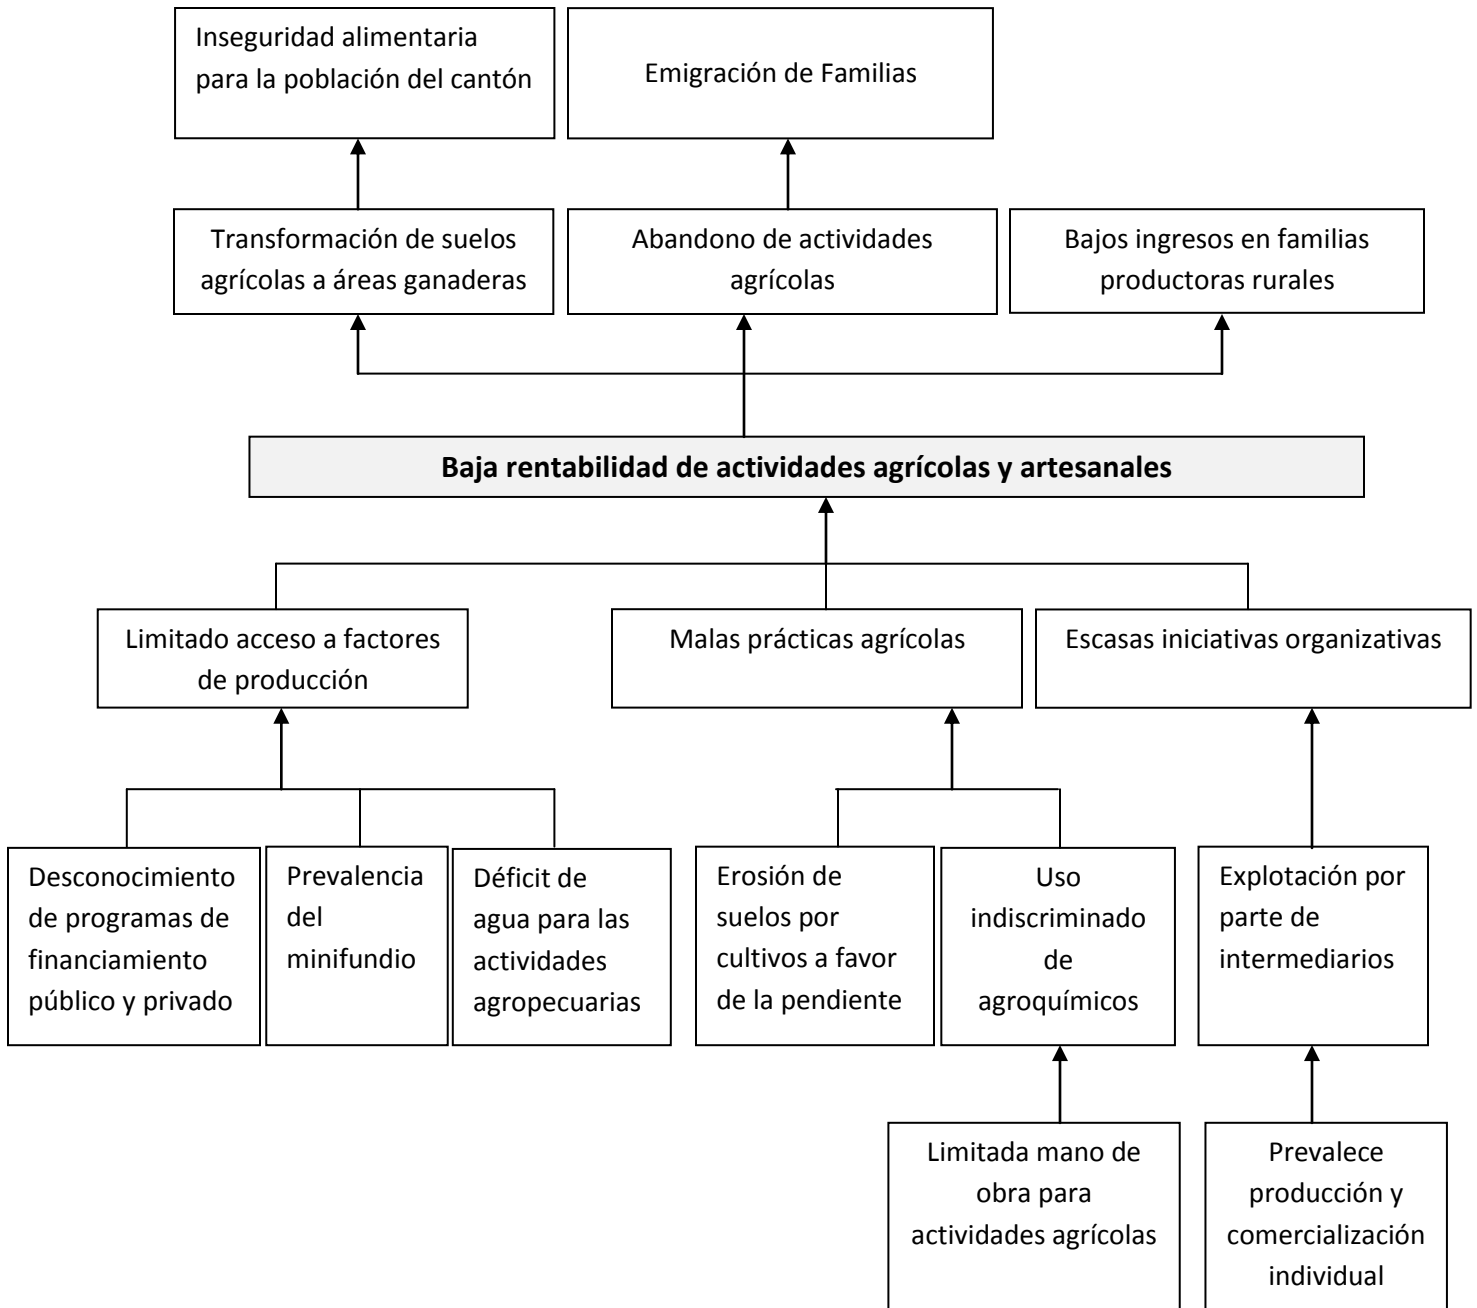 Inseguridad alimentaria
para la población del cantón
Emigración de Familias
Transformación de suelos
agrícolas a áreas ganaderas
Abandono de actividades
agrícolas
Bajos ingresos en familias
productoras rurales
Baja rentabilidad de actividades agrícolas y artesanales
Limitado acceso a factores
de producción
Malas prácticas agrícolas
Escasas iniciativas organizativas
Desconocimiento
de programas de
financiamiento
público y privado
Prevalencia
del
minifundio
Déficit de
agua para las
actividades
agropecuarias
Erosión de
suelos por
cultivos a favor
de la pendiente
Uso
indiscriminado
de
agroquímicos
Explotación por
parte de
intermediarios
Limitada mano de
obra para
actividades agrícolas
Prevalece
producción y
comercialización
individual